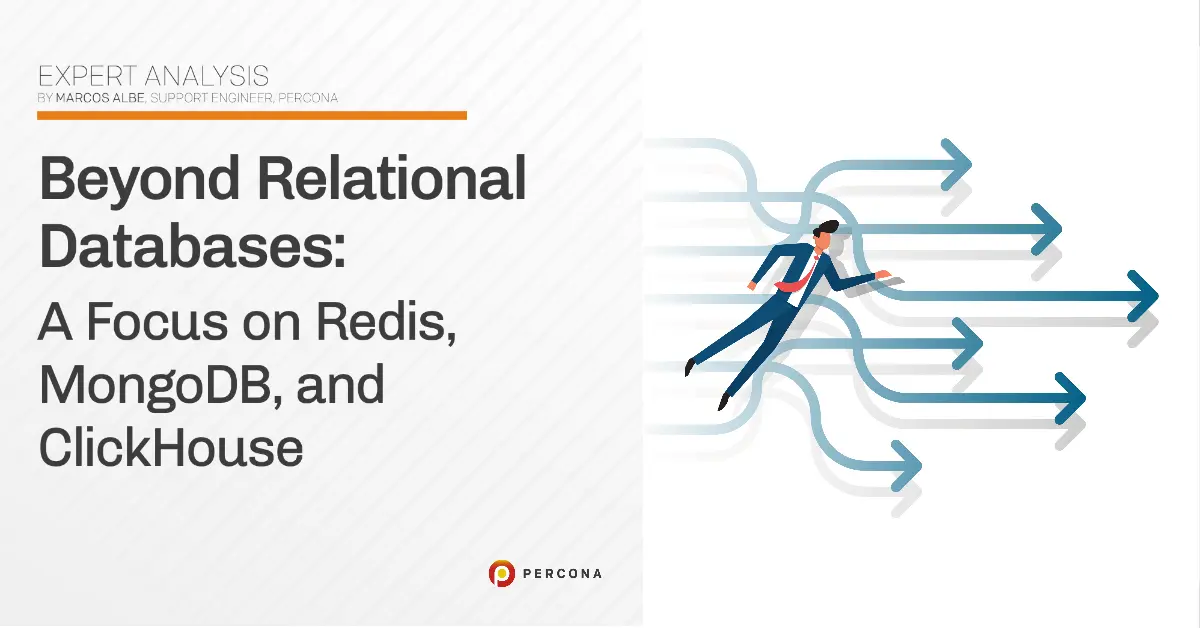 EXPERT ANALYSIS
BY MARCOS ALBE, SUPPORT ENGINEER, PERCONA
Beyond Relational
Databases:
A Focus on Redis,
MongoDB, and
ClickHouse
PERCONA